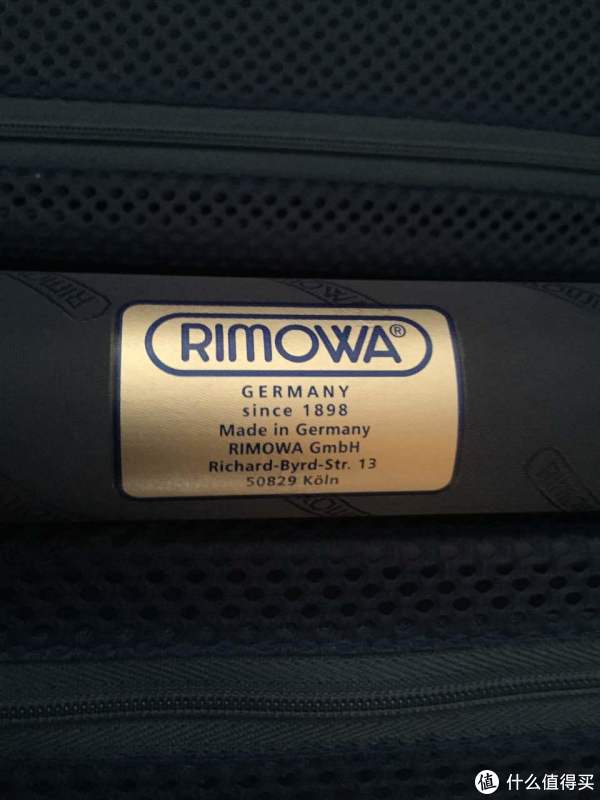 RIMOWA®
GERMANY
since 1898
Made in Germany
RIMOWA GmbH
Richard-Byrd-Str. 13
50829 Köln
值 什么值得买